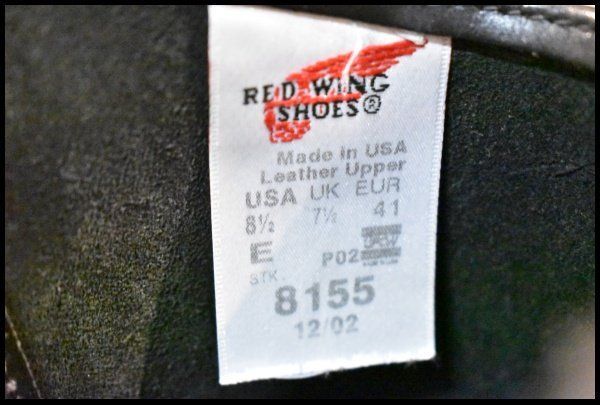 RED WING
SHOES®
Made in USA
Leather Upper
USA UK EUR
8½ 7½ 41
E P02 UFCW
STK.
8155
12/02